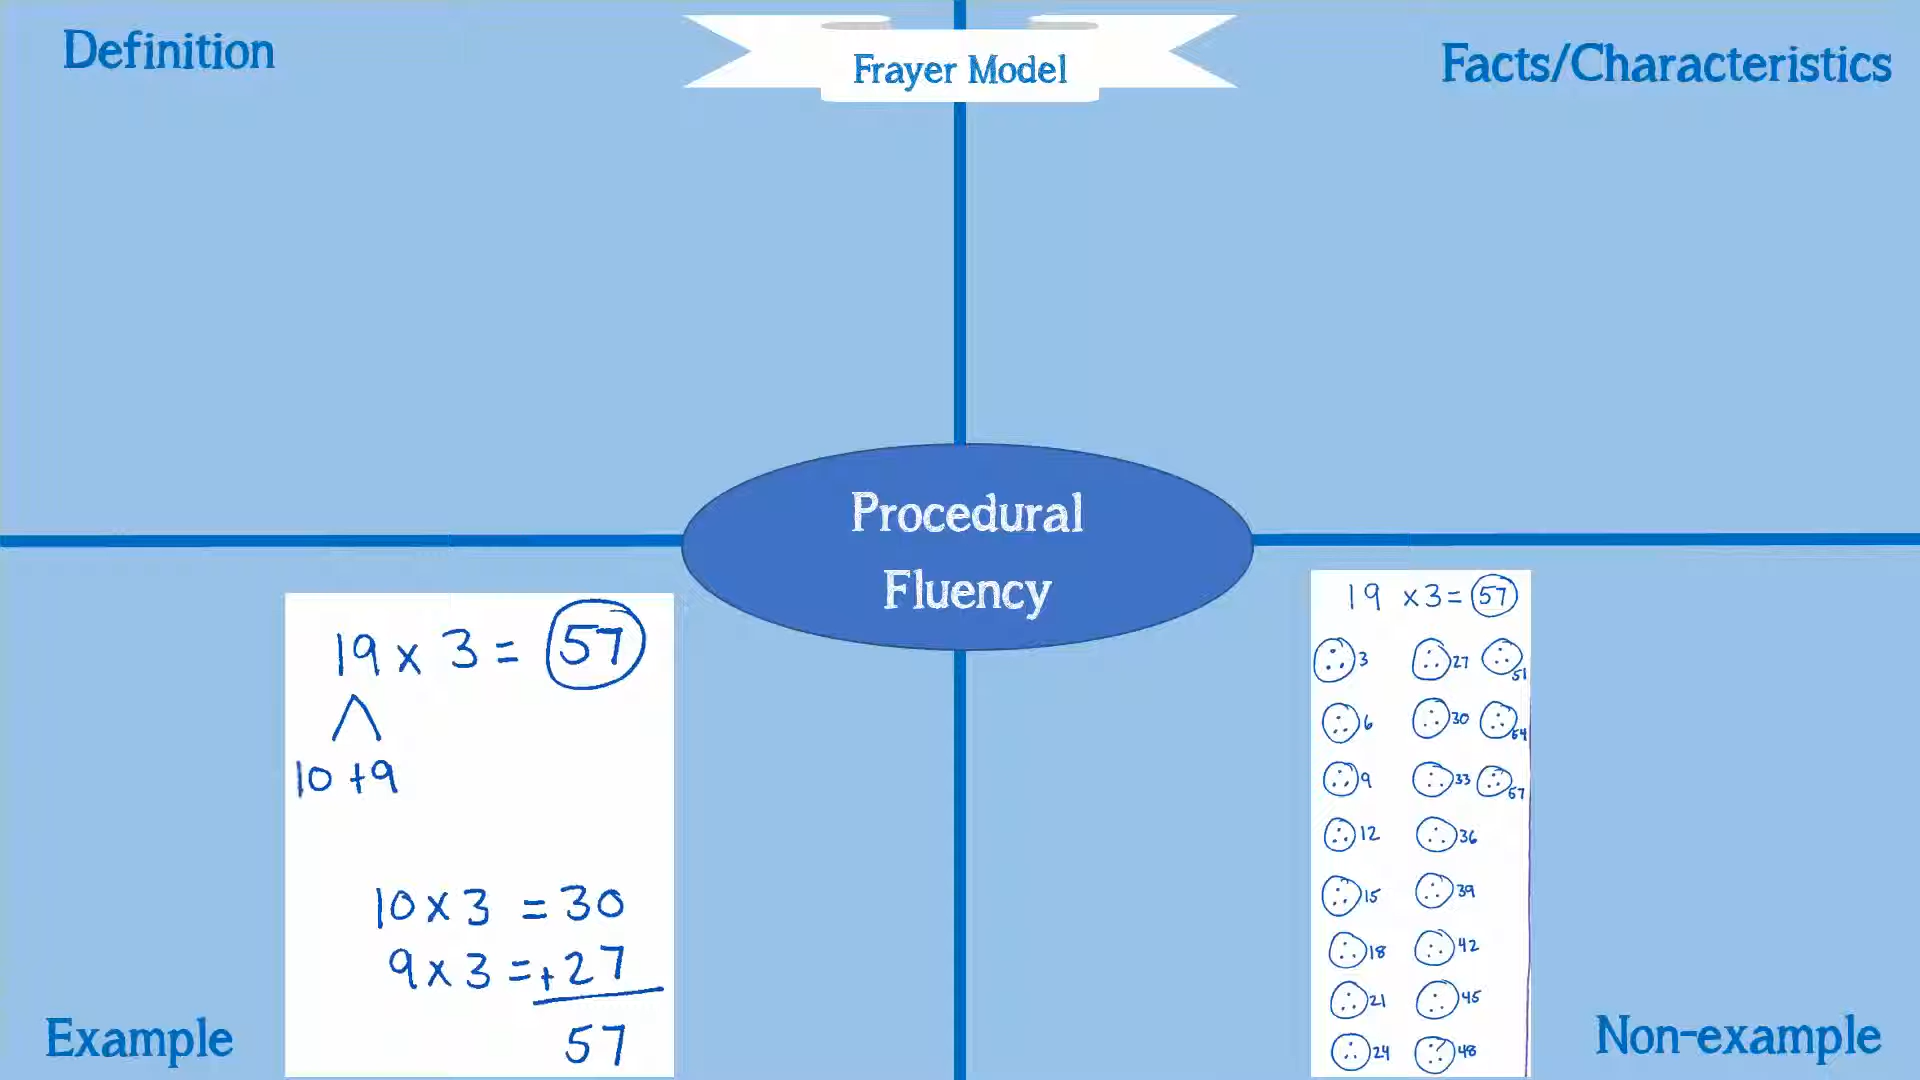 Definition
Frayer Model
Facts/Characteristics
Procedural
Fluency
19 x 3 = 57
10 + 9
10 x 3 = 30
9 x 3 = + 27
57
Example
19 x 3 = 57
3 27 51
6 30 54
9 33 57
12 36
15 39
18 42
21 45
24 48
Non-example